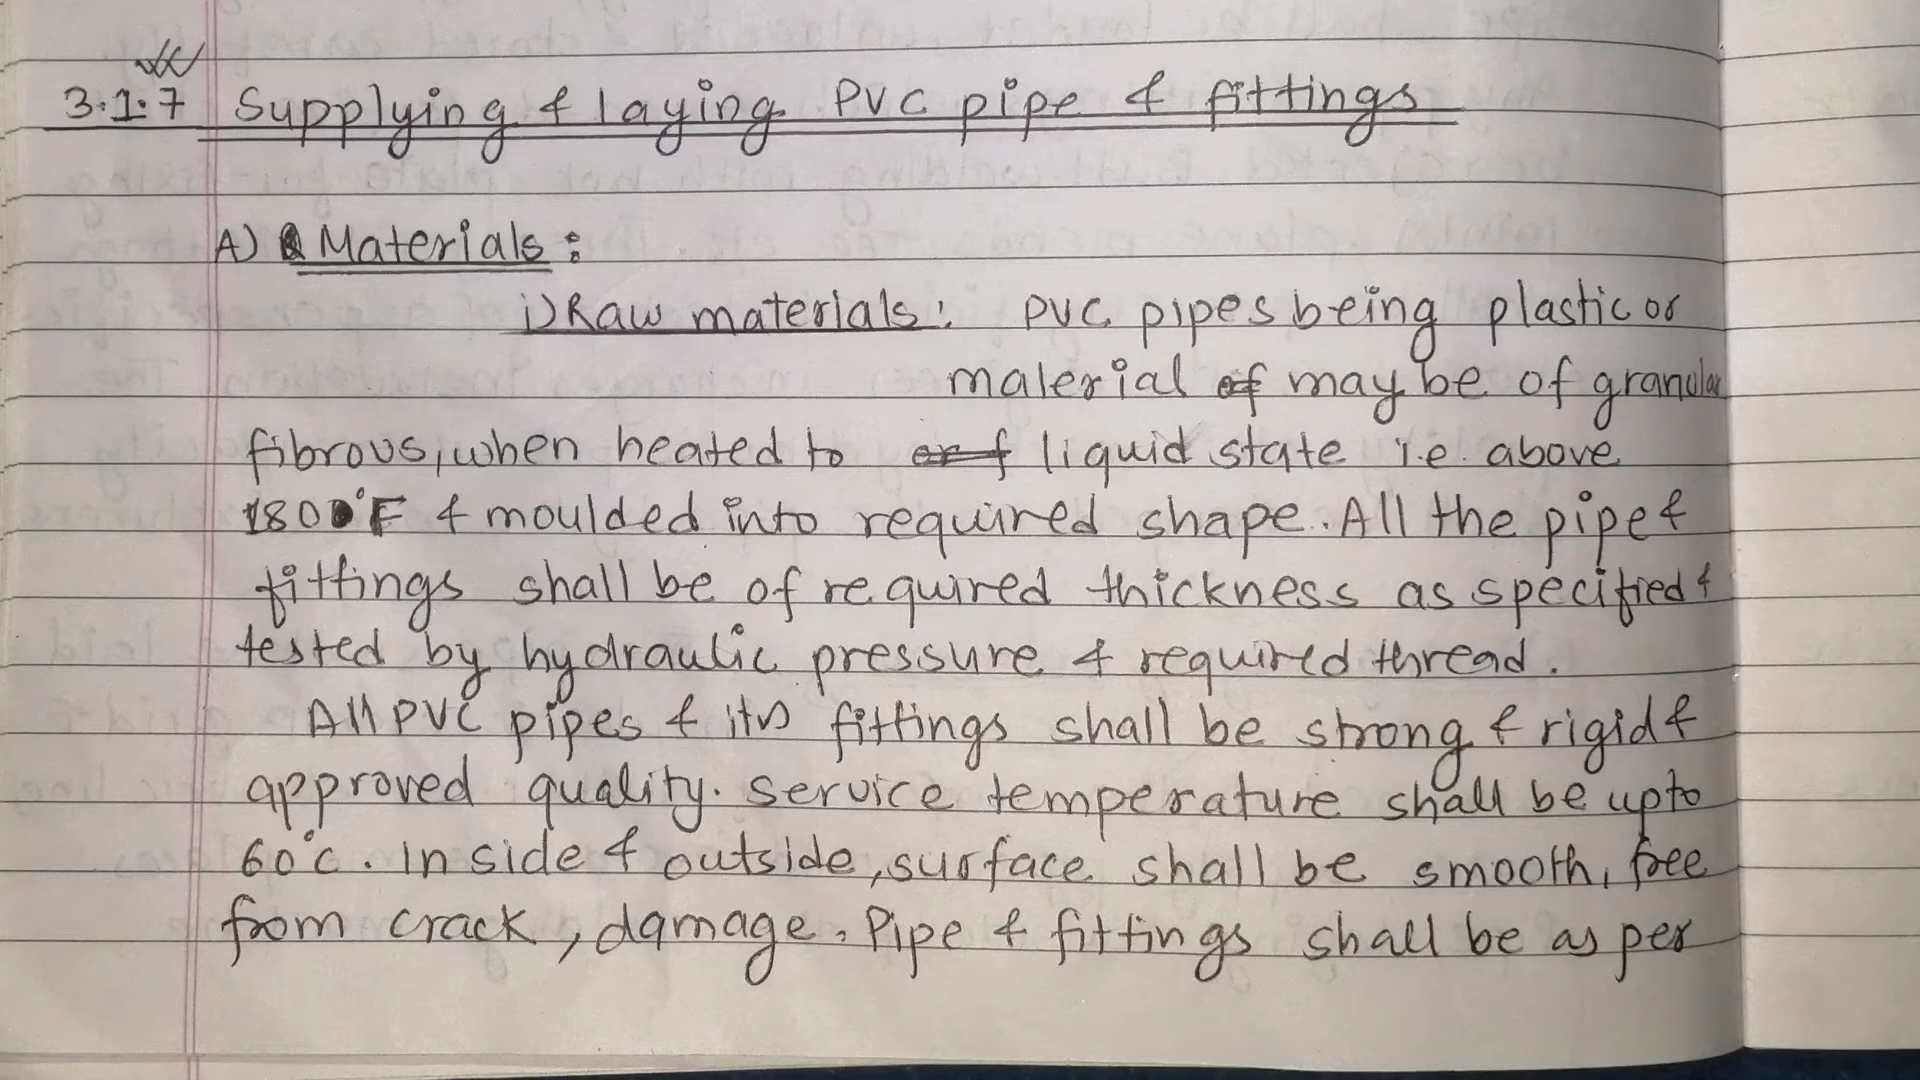 3.1.7 Supplying & laying PVC pipe & fittings
A) Materials :
i) Raw materials : PVC pipes being plastic or
material may be of granular
fibrous, when heated to liquid state i.e. above
180°F & moulded into required shape. All the pipe &
fittings shall be of required thickness as specified &
tested by hydraulic pressure & required thread.
All PVC pipes & its fittings shall be strong & rigid &
approved quality. Service temperature shall be upto
60°c. Inside & outside, surface shall be smooth, free
from crack, damage. Pipe & fittings shall be as per